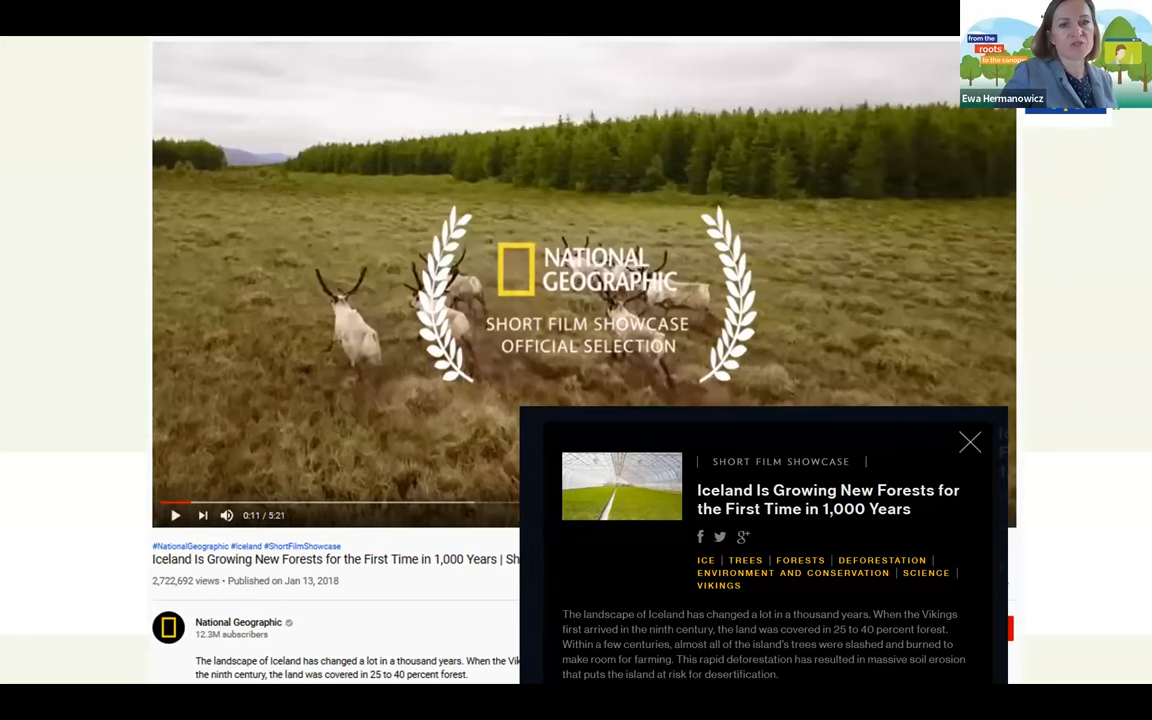 from the
roots
to the canopy
Ewa Hermanowicz
NATIONAL
GEOGRAPHIC
SHORT FILM SHOWCASE
OFFICIAL SELECTION
0:11 / 5:21
#NationalGeographic #Iceland #ShortFilmShowcase
Iceland Is Growing New Forests for the First Time in 1,000 Years | Sh
2,722,692 views • Published on Jan 13, 2018
National Geographic
12.3M subscribers
The landscape of Iceland has changed a lot in a thousand years. When the Vik
the ninth century, the land was covered in 25 to 40 percent forest.
| SHORT FILM SHOWCASE |
Iceland Is Growing New Forests for
the First Time in 1,000 Years
ICE | TREES | FORESTS | DEFORESTATION |
ENVIRONMENT AND CONSERVATION | SCIENCE |
VIKINGS
The landscape of Iceland has changed a lot in a thousand years. When the Vikings
first arrived in the ninth century, the land was covered in 25 to 40 percent forest.
Within a few centuries, almost all of the island's trees were slashed and burned to
make room for farming. This rapid deforestation has resulted in massive soil erosion
that puts the island at risk for desertification.